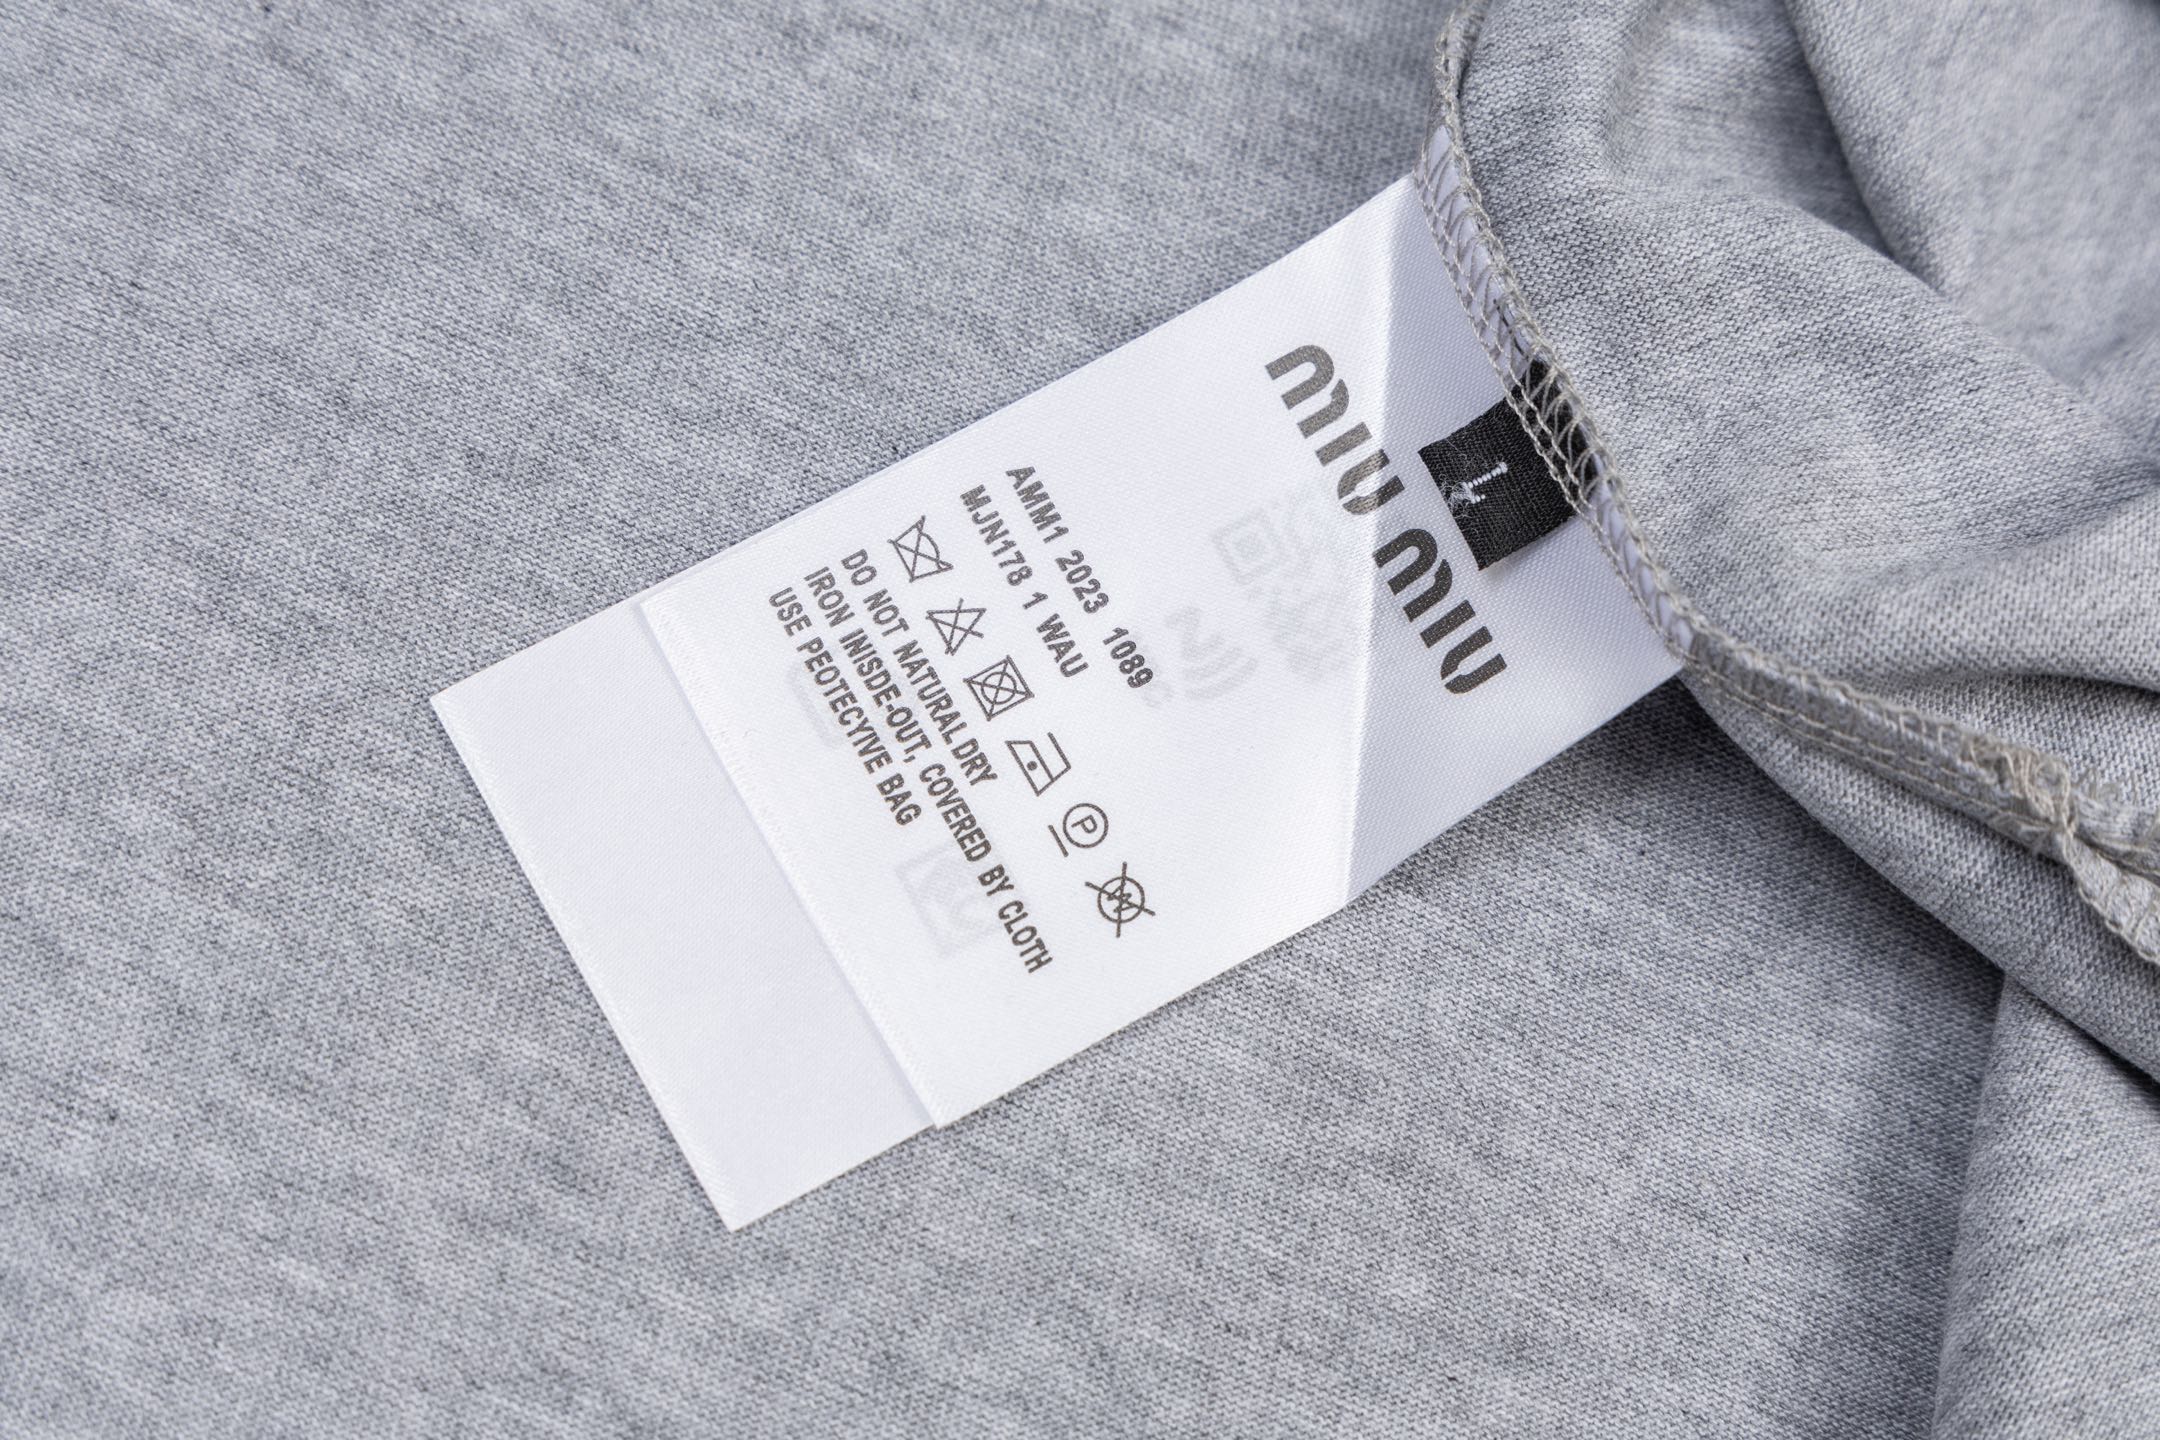 miu miu
L
AMM1 2023 1089
MJN178 1 WAU
P
DO NOT NATURAL DRY
IRON INISDE-OUT, COVERED BY CLOTH
USE PEOTECYIVE BAG